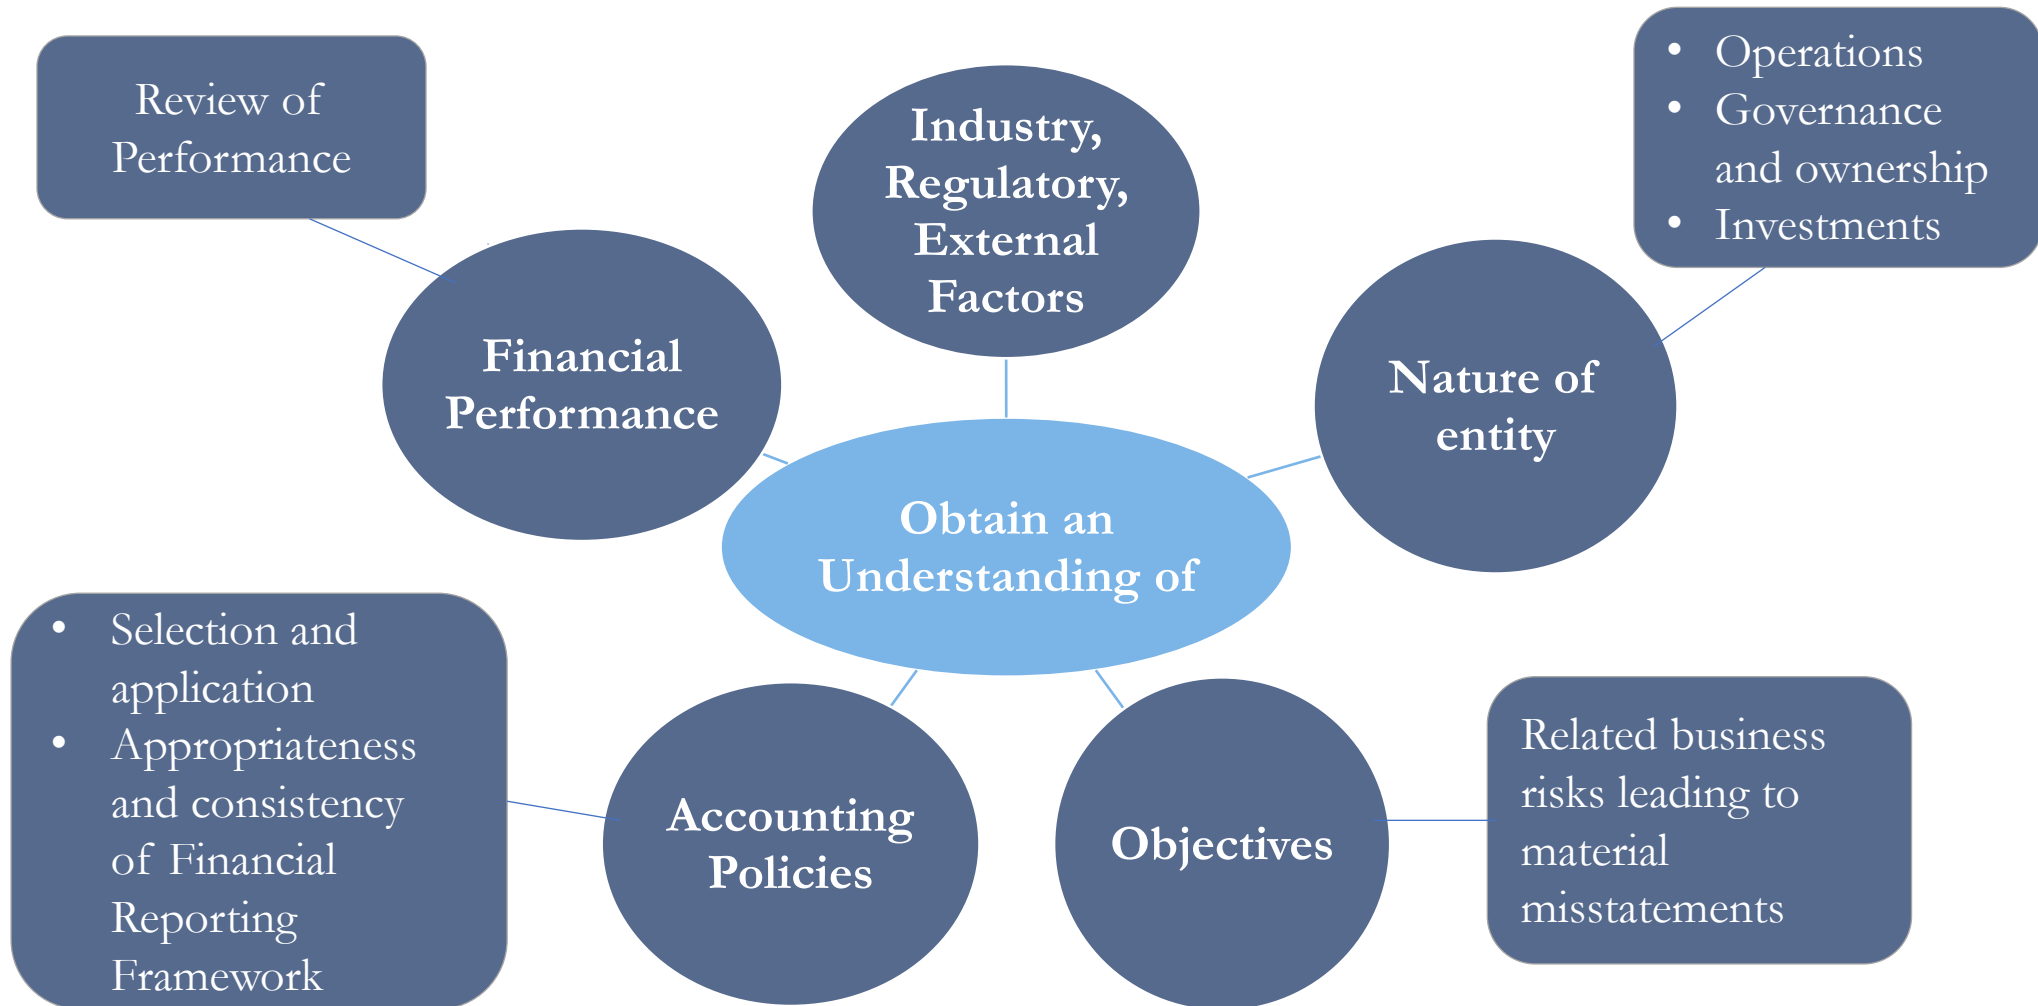 Review of
Performance
Industry,
Regulatory,
External
Factors
• Operations
• Governance
and ownership
• Investments
Financial
Performance
Nature of
entity
Obtain an
Understanding of
• Selection and
application
• Appropriateness
and consistency
of Financial
Reporting
Framework
Accounting
Policies
Objectives
Related business
risks leading to
material
misstatements